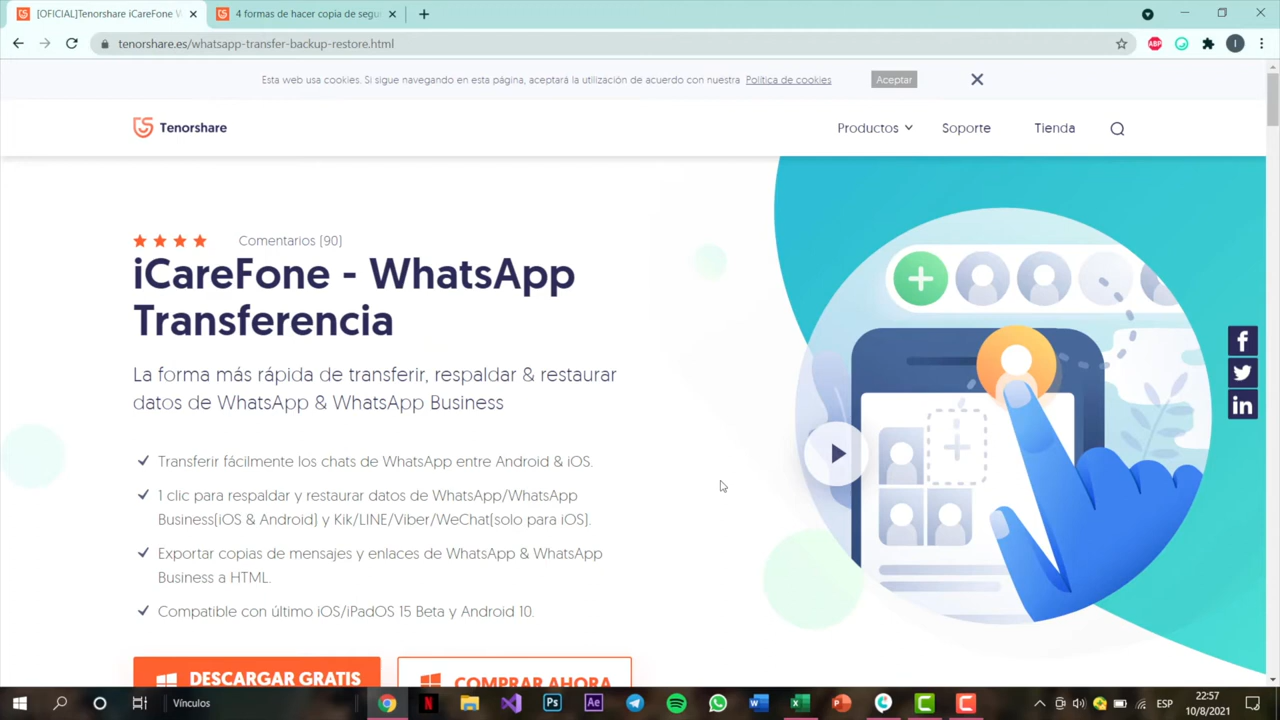 [OFICIAL]Tenorshare iCareFone W
4 formas de hacer copia de segu
tenorshare.es/whatsapp-transfer-backup-restore.html
ABP
I
Esta web usa cookies. Si sigue navegando en esta página, aceptará la utilización de acuerdo con nuestra Política de cookies
Aceptar
Tenorshare
Productos
Soporte
Tienda
Comentarios (90)
iCareFone - WhatsApp
Transferencia
La forma más rápida de transferir, respaldar & restaurar
datos de WhatsApp & WhatsApp Business
Transferir fácilmente los chats de WhatsApp entre Android & iOS.
1 clic para respaldar y restaurar datos de WhatsApp/WhatsApp
Business(iOS & Android) y Kik/LINE/Viber/WeChat(solo para iOS).
Exportar copias de mensajes y enlaces de WhatsApp & WhatsApp
Business a HTML.
Compatible con último iOS/iPadOS 15 Beta y Android 10.
DESCARGAR GRATIS
COMPRAR AHORA
Vínculos
ESP
22:57
10/8/2021